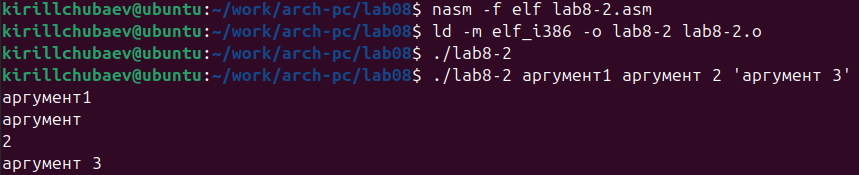 kirillchubaev@ubuntu:~/work/arch-pc/lab08$ nasm -f elf lab8-2.asm
kirillchubaev@ubuntu:~/work/arch-pc/lab08$ ld -m elf_i386 -o lab8-2 lab8-2.o
kirillchubaev@ubuntu:~/work/arch-pc/lab08$ ./lab8-2
kirillchubaev@ubuntu:~/work/arch-pc/lab08$ ./lab8-2 аргумент1 аргумент 2 'аргумент 3'
аргумент1
аргумент
2
аргумент 3